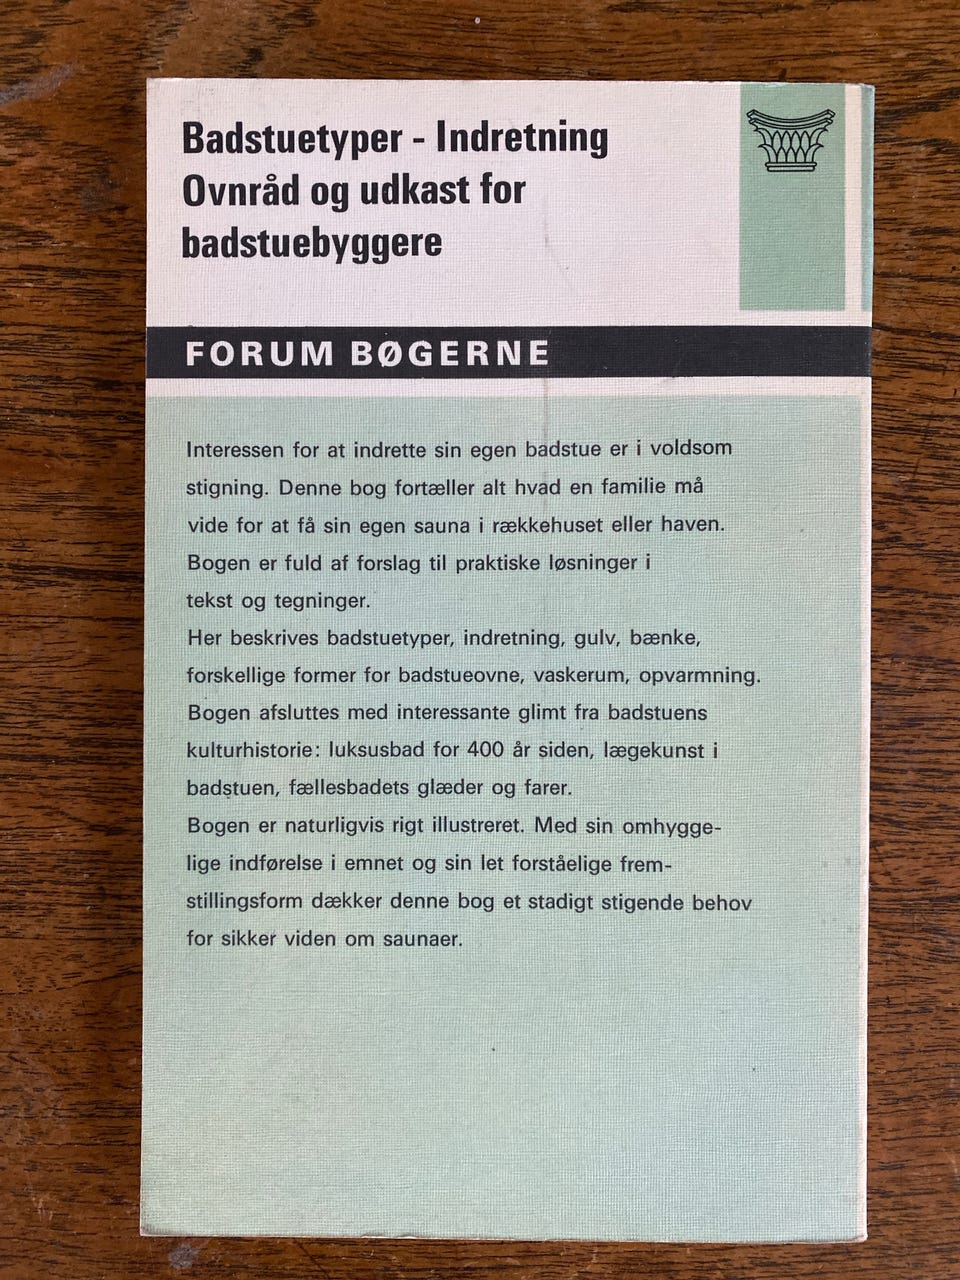 Badstuetyper - Indretning
Ovnråd og udkast for
badstuebyggere
FORUM BØGERNE
Interessen for at indrette sin egen badstue er i voldsom
stigning. Denne bog fortæller alt hvad en familie må
vide for at få sin egen sauna i rækkehuset eller haven.
Bogen er fuld af forslag til praktiske løsninger i
tekst og tegninger.
Her beskrives badstuetyper, indretning, gulv, bænke,
forskellige former for badstueovne, vaskerum, opvarmning.
Bogen afsluttes med interessante glimt fra badstuens
kulturhistorie: luksusbad for 400 år siden, lægekunst i
badstuen, fællesbadets glæder og farer.
Bogen er naturligvis rigt illustreret. Med sin omhygge-
lige indførelse i emnet og sin let forståelige frem-
stillingsform dækker denne bog et stadigt stigende behov
for sikker viden om saunaer.